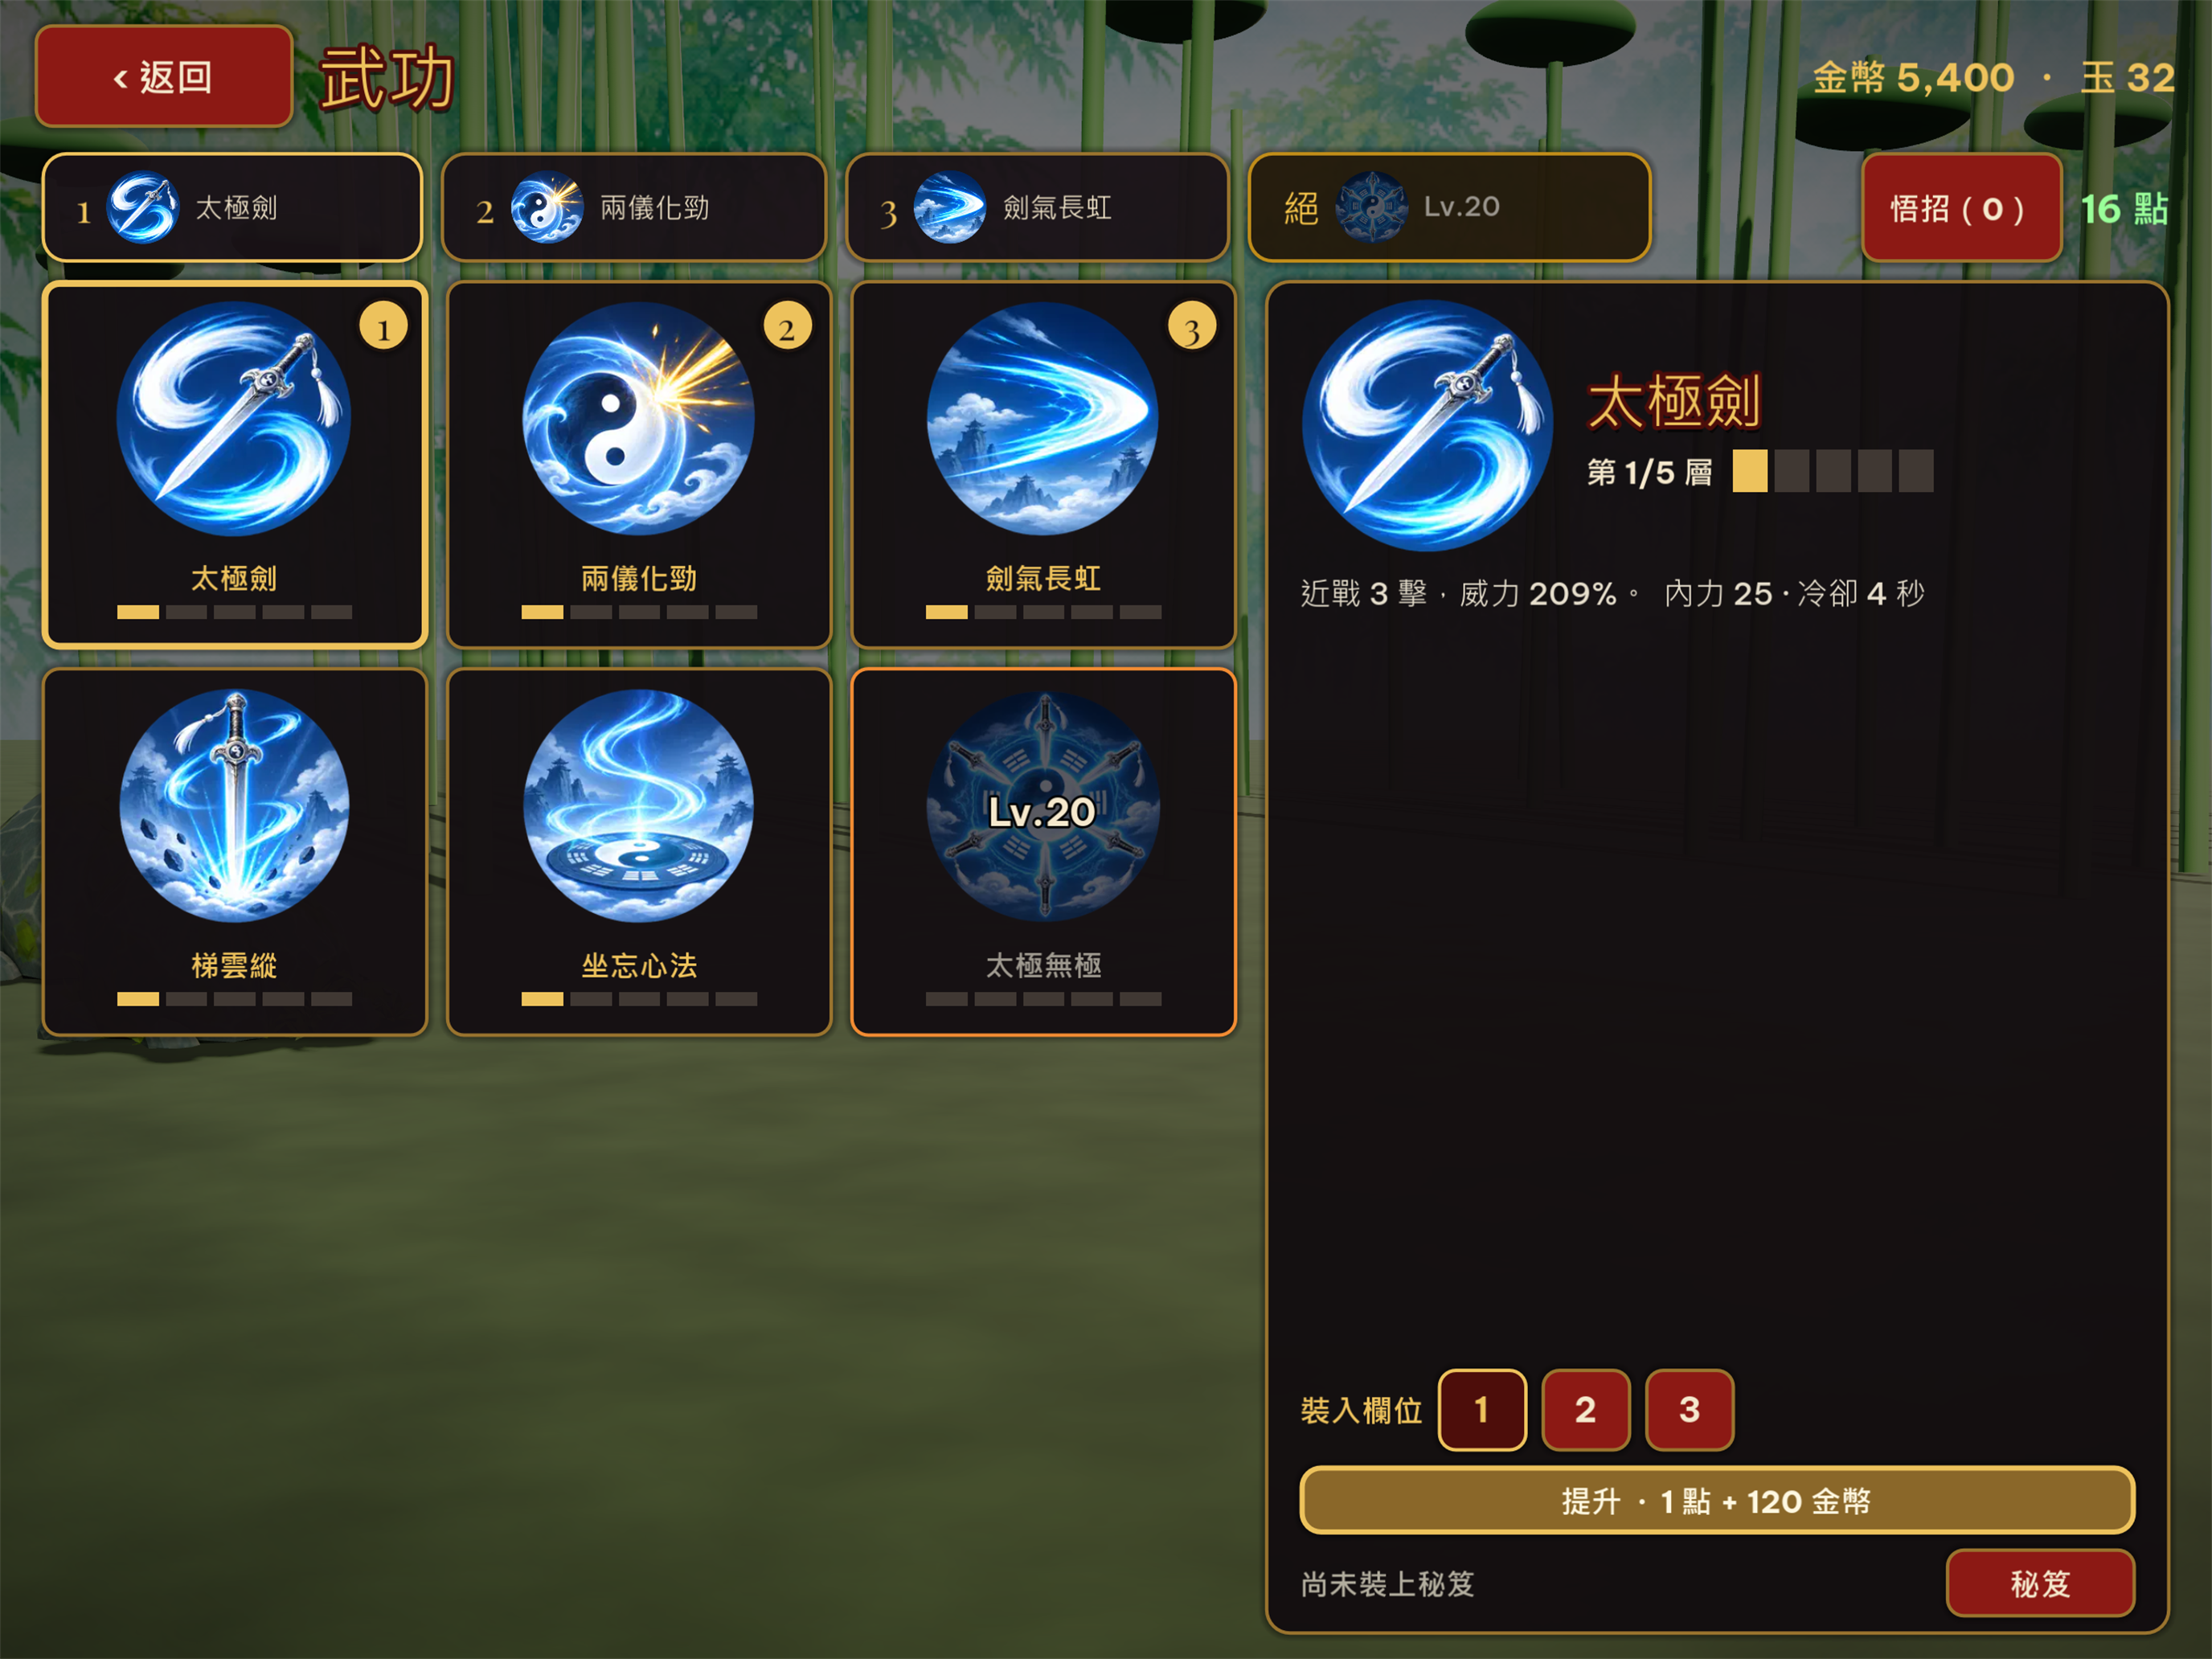 ‹ 返回
武功
金幣 5,400 · 玉 32
1 太極劍
2 兩儀化勁
3 劍氣長虹
絕 Lv.20
悟招 ( 0 )
16 點
1
太極劍
2
兩儀化勁
3
劍氣長虹
梯雲縱
坐忘心法
Lv.20
太極無極
太極劍
第 1/5 層
近戰 3 擊，威力 209%。 內力 25 · 冷卻 4 秒
裝入欄位 1 2 3
提升 · 1 點 + 120 金幣
尚未裝上秘笈
秘笈